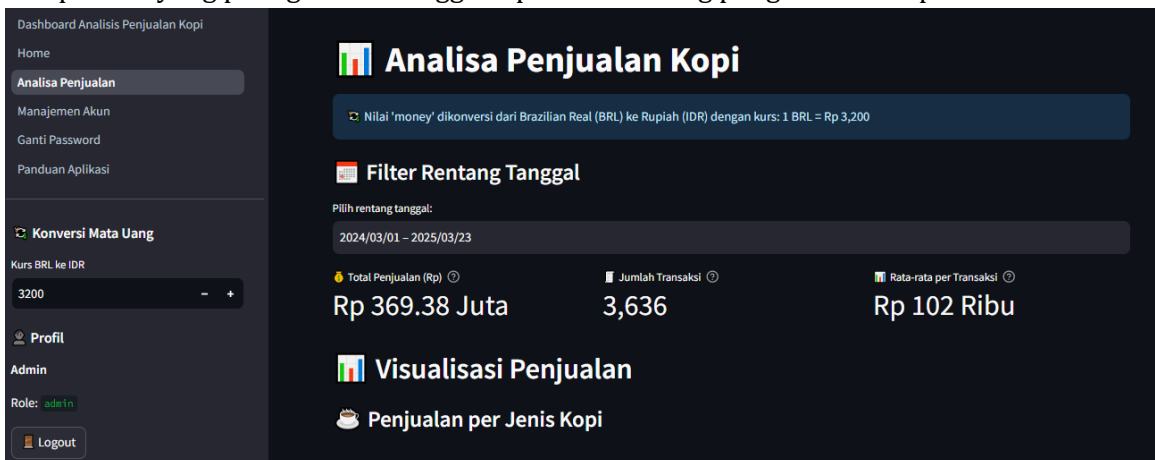 Dashboard Analisis Penjualan Kopi
Home
Analisa Penjualan
Manajemen Akun
Ganti Password
Panduan Aplikasi
Konversi Mata Uang
Kurs BRL ke IDR
3200 - +
Profil
Admin
Role: admin
Logout
Analisa Penjualan Kopi
Nilai 'money' dikonversi dari Brazilian Real (BRL) ke Rupiah (IDR) dengan kurs: 1 BRL = Rp 3,200
Filter Rentang Tanggal
Pilih rentang tanggal:
2024/03/01 – 2025/03/23
Total Penjualan (Rp)
Rp 369.38 Juta
Jumlah Transaksi
3,636
Rata-rata per Transaksi
Rp 102 Ribu
Visualisasi Penjualan
Penjualan per Jenis Kopi